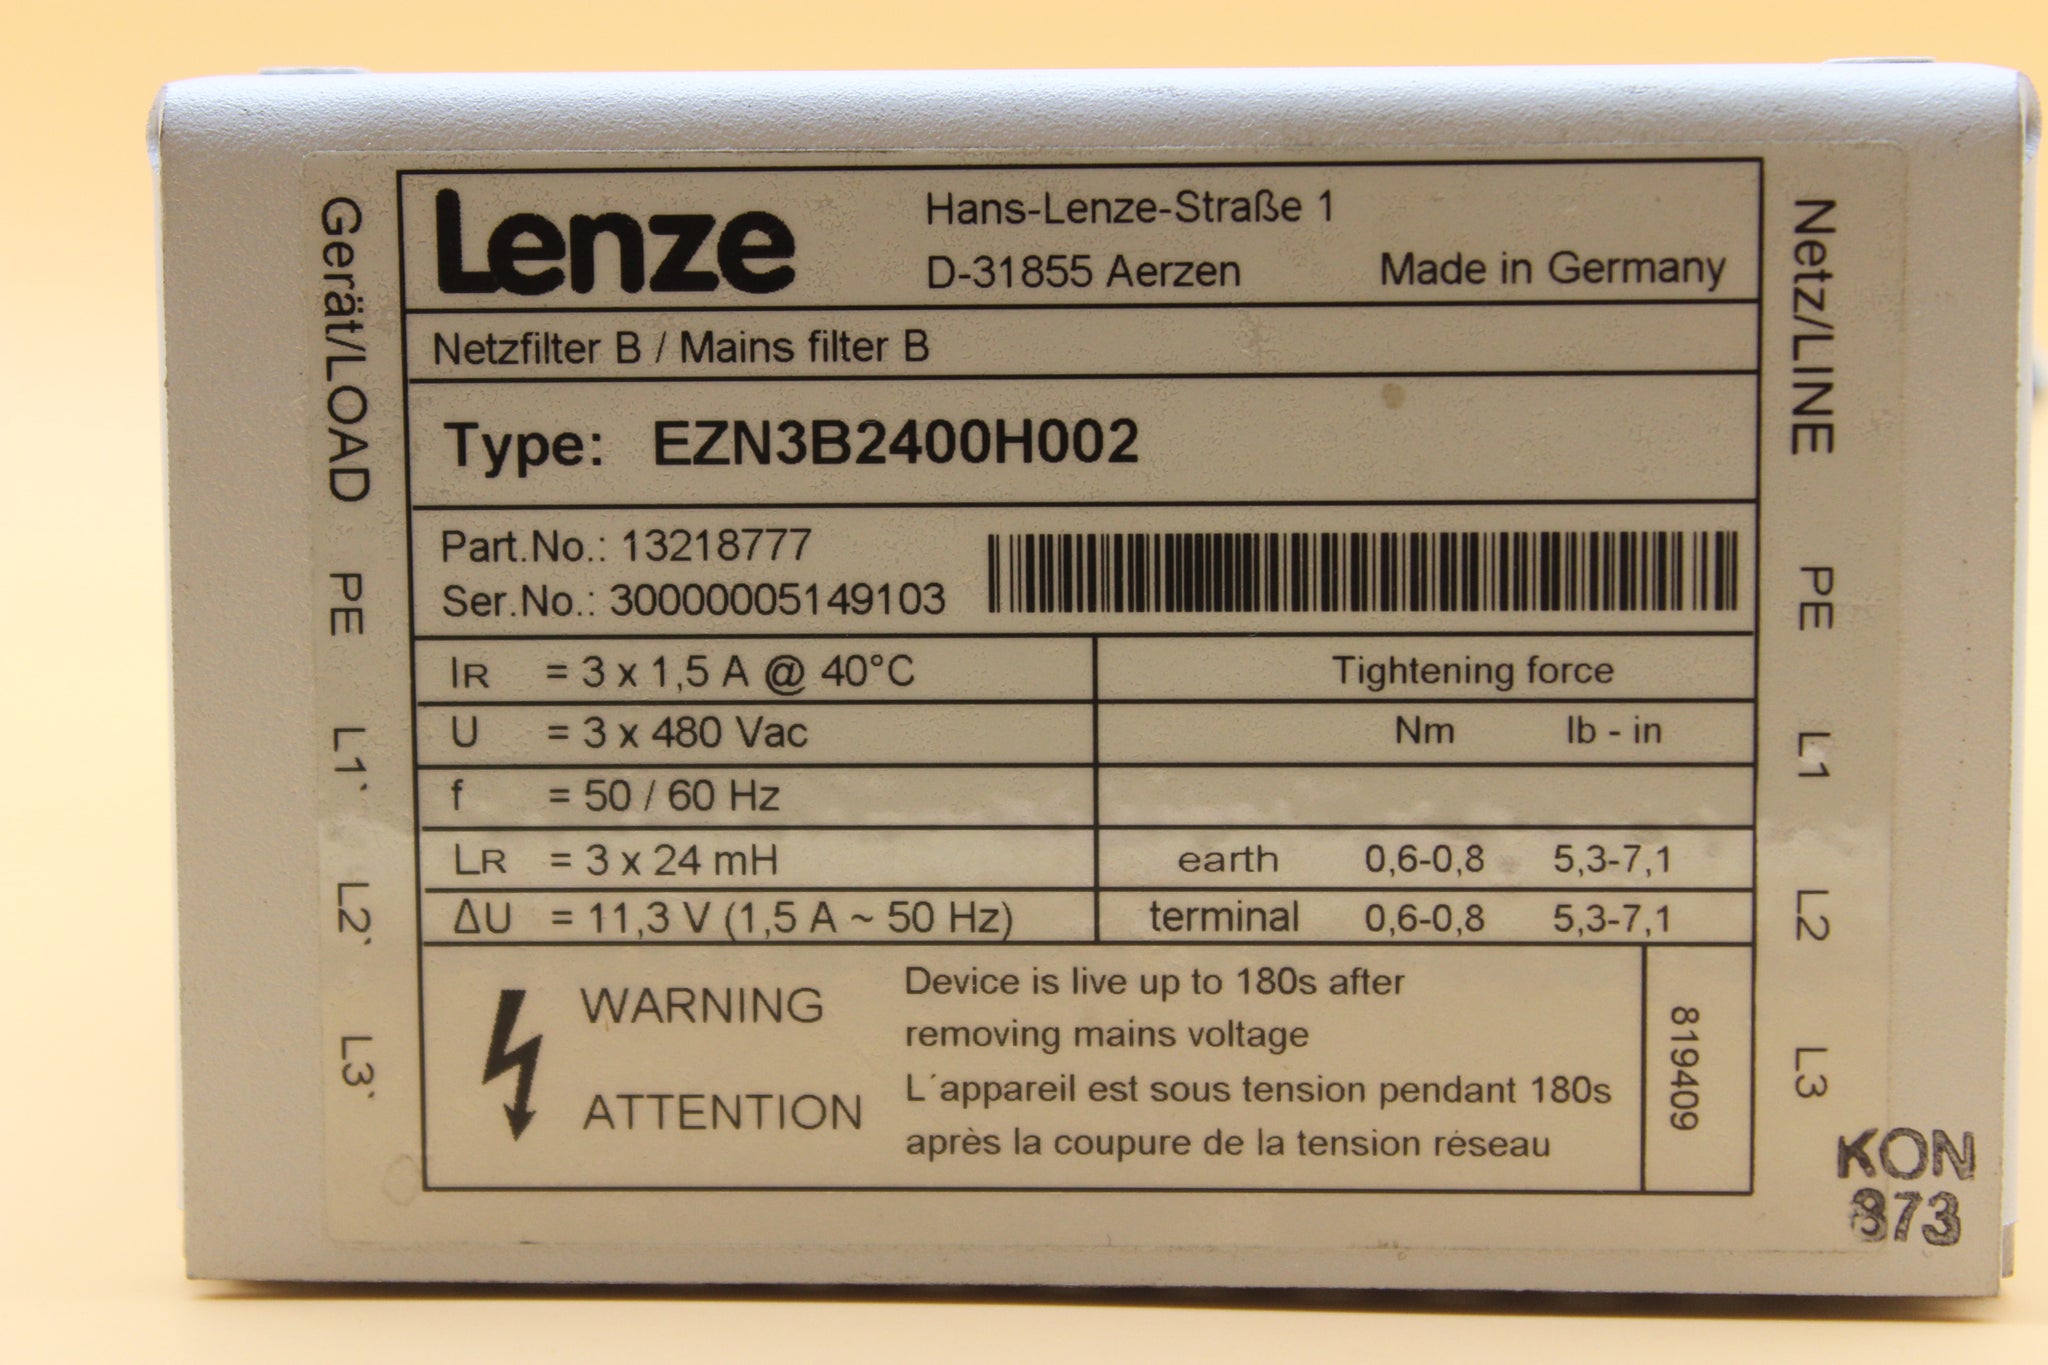 Lenze
Hans-Lenze-Straße 1
D-31855 Aerzen
Made in Germany
Netzfilter B / Mains filter B
Type: EZN3B2400H002
Part.No.: 13218777
Ser.No.: 30000005149103
IR = 3 x 1,5 A @ 40°C
Tightening force
U = 3 x 480 Vac
Nm lb - in
f = 50 / 60 Hz
LR = 3 x 24 mH
earth 0,6-0,8 5,3-7,1
ΔU = 11,3 V (1,5 A ~ 50 Hz)
terminal 0,6-0,8 5,3-7,1
WARNING
Device is live up to 180s after
removing mains voltage
ATTENTION
L´appareil est sous tension pendant 180s
après la coupure de la tension réseau
819409
Gerät/LOAD PE L1` L2` L3`
Netz/LINE PE L1 L2 L3
KON
873